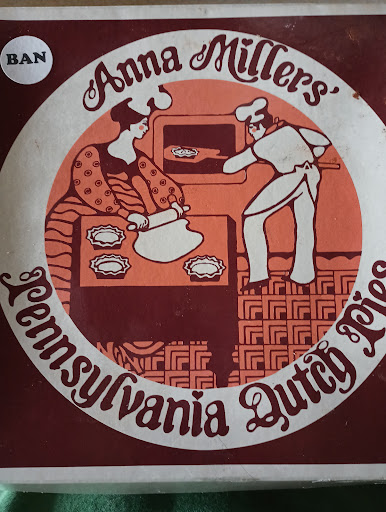 BAN
Anna Millers'
Pennsylvania Dutch Pies